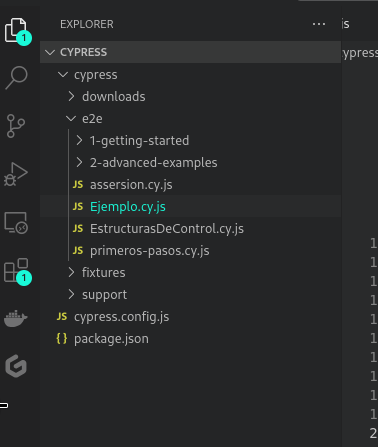 EXPLORER ...
js
CYPRESS
ypress
cypress
downloads
e2e
1-getting-started
2-advanced-examples
JS assersion.cy.js
JS Ejemplo.cy.js
JS EstructurasDeControl.cy.js
JS primeros-pasos.cy.js
fixtures
support
JS cypress.config.js
{ } package.json
1
1
1
1
1
1
1
1
1
1
1
2